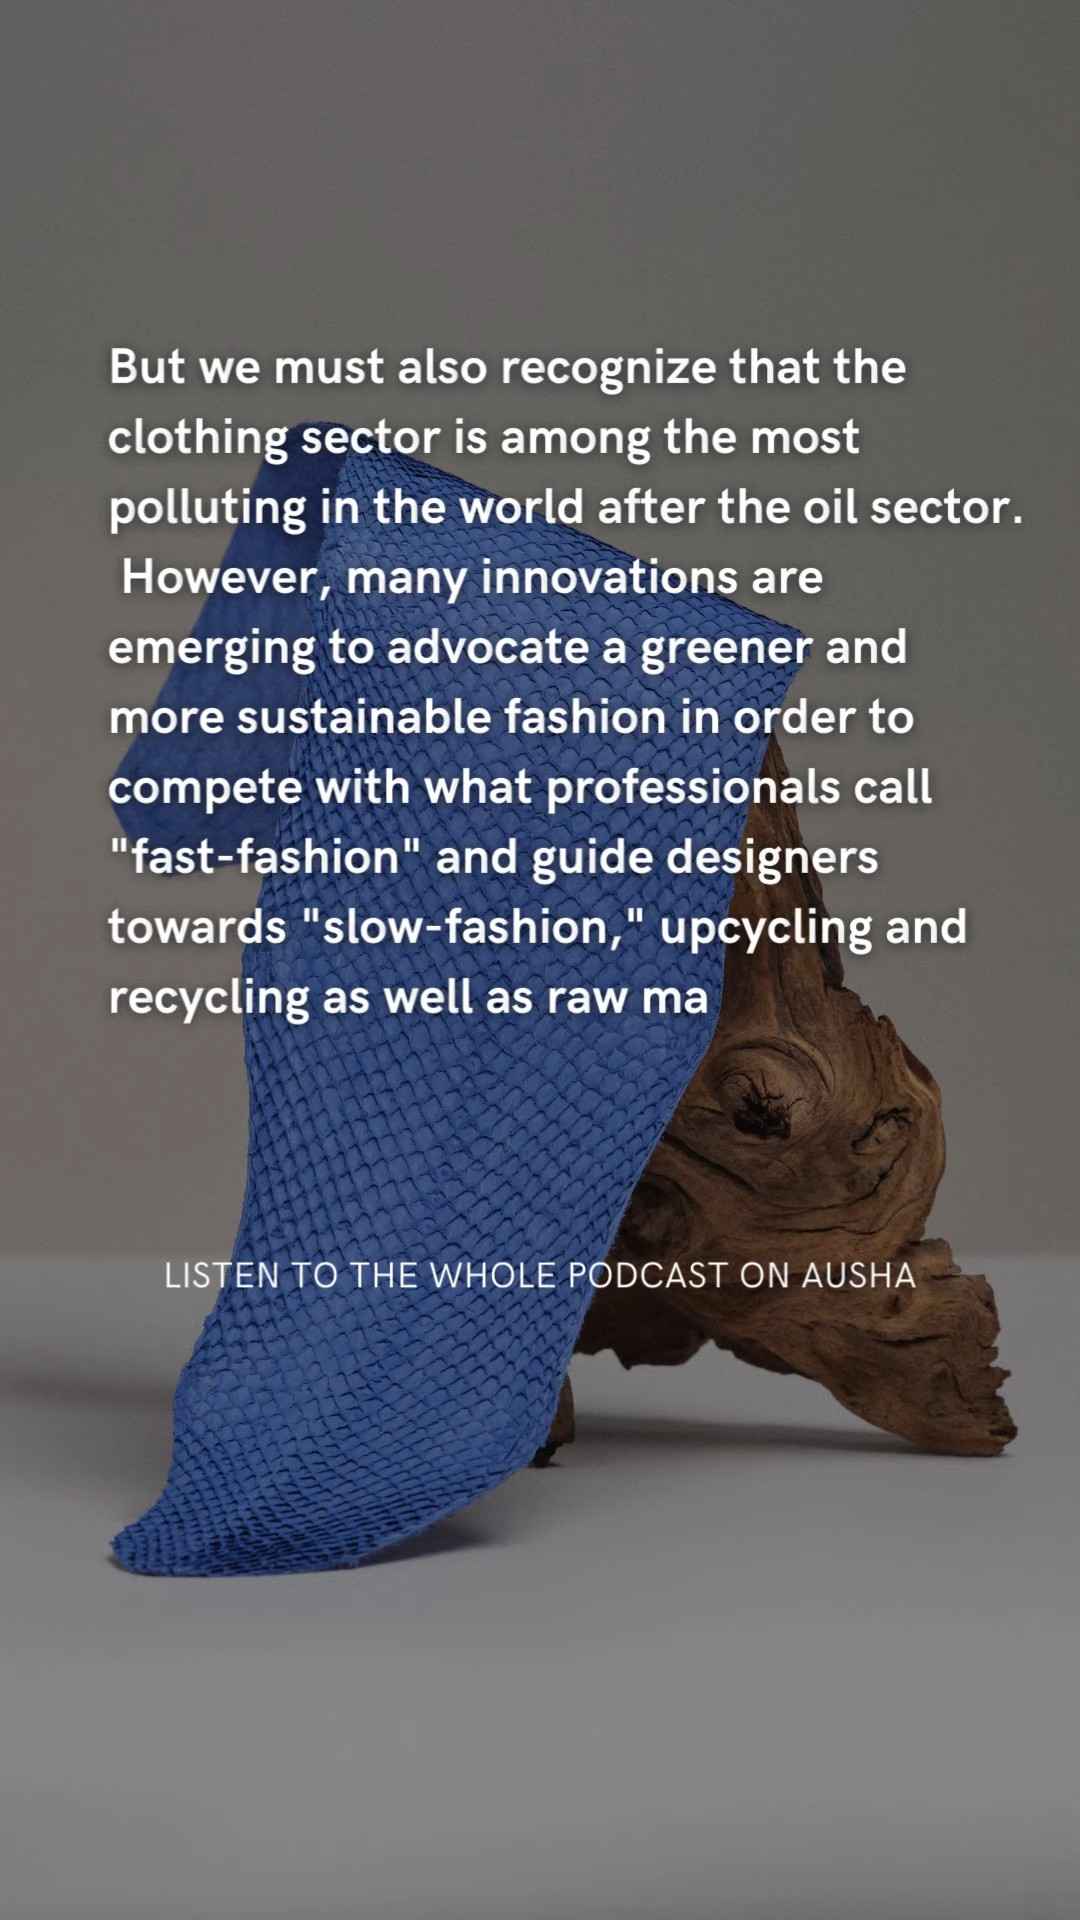 But we must also recognize that the
clothing sector is among the most
polluting in the world after the oil sector.
However, many innovations are
emerging to advocate a greener and
more sustainable fashion in order to
compete with what professionals call
"fast-fashion" and guide designers
towards "slow-fashion," upcycling and
recycling as well as raw ma
LISTEN TO THE WHOLE PODCAST ON AUSHA